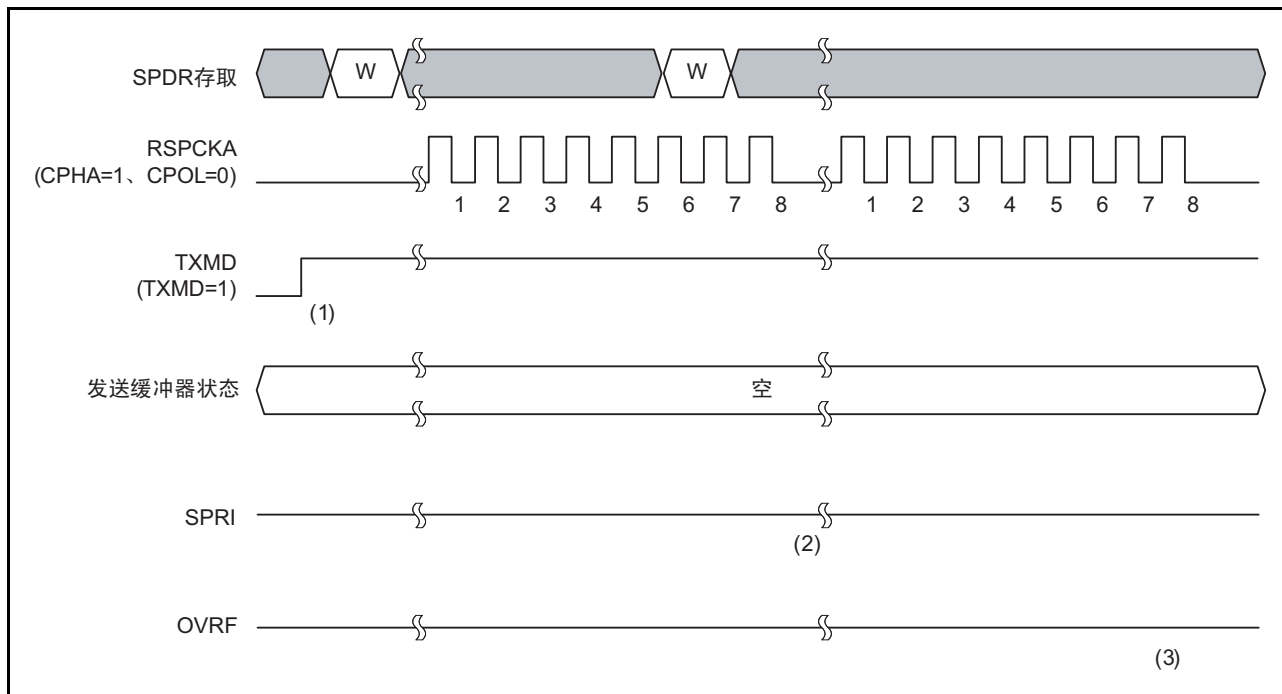 SPDR存取
W
W
RSPCKA
(CPHA=1、CPOL=0)
1 2 3 4 5 6 7 8 1 2 3 4 5 6 7 8
TXMD
(TXMD=1)
(1)
发送缓冲器状态
空
SPRI
(2)
OVRF
(3)